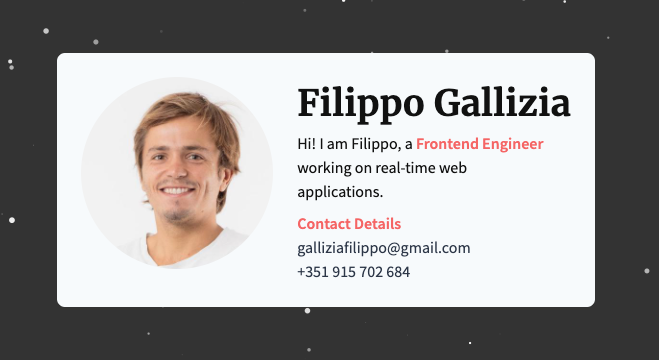 Filippo Gallizia
Hi! I am Filippo, a Frontend Engineer
working on real-time web
applications.
Contact Details
galliziafilippo@gmail.com
+351 915 702 684